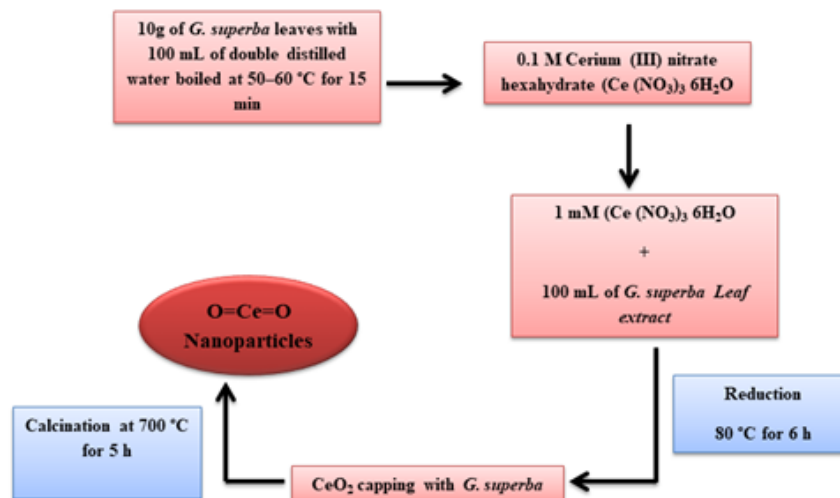 10g of G. superba leaves with
100 mL of double distilled
water boiled at 50–60 °C for 15
min
0.1 M Cerium (III) nitrate
hexahydrate (Ce (NO₃)₃ 6H₂O
1 mM (Ce (NO₃)₃ 6H₂O
+
100 mL of G. superba Leaf
extract
Reduction
80 °C for 6 h
CeO₂ capping with G. superba
Calcination at 700 °C
for 5 h
O=Ce=O
Nanoparticles